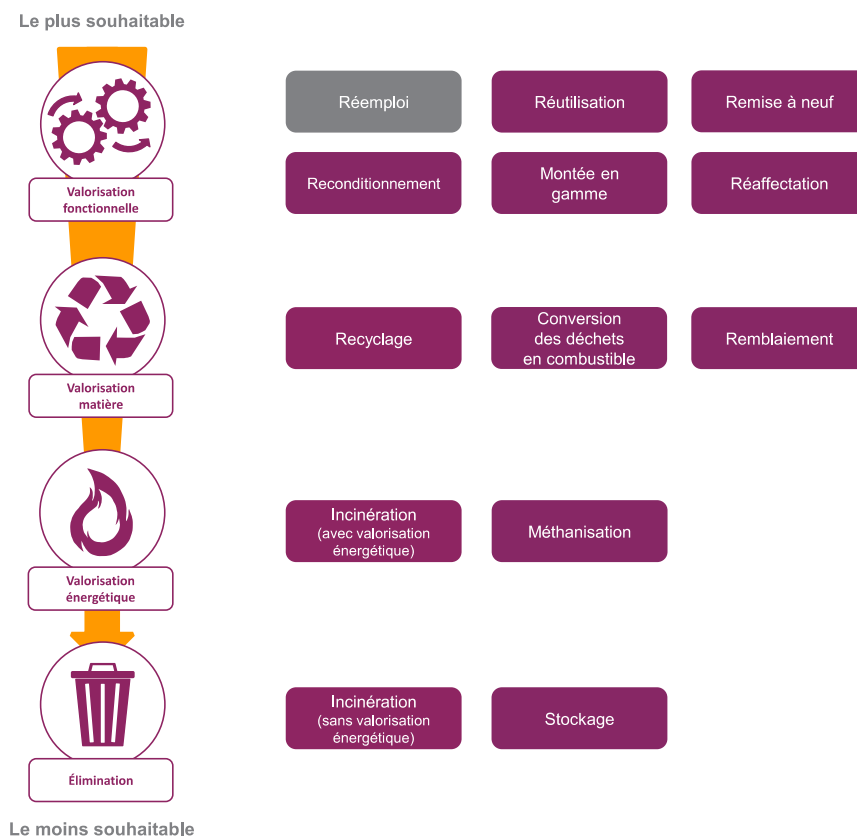 Le plus souhaitable
Réemploi
Réutilisation
Remise à neuf
Valorisation
fonctionnelle
Reconditionnement
Montée en
gamme
Réaffectation
Recyclage
Conversion
des déchets
en combustible
Remblaiement
Valorisation
matière
Incinération
(avec valorisation
énergétique)
Méthanisation
Valorisation
énergétique
Incinération
(sans valorisation
énergétique)
Stockage
Élimination
Le moins souhaitable